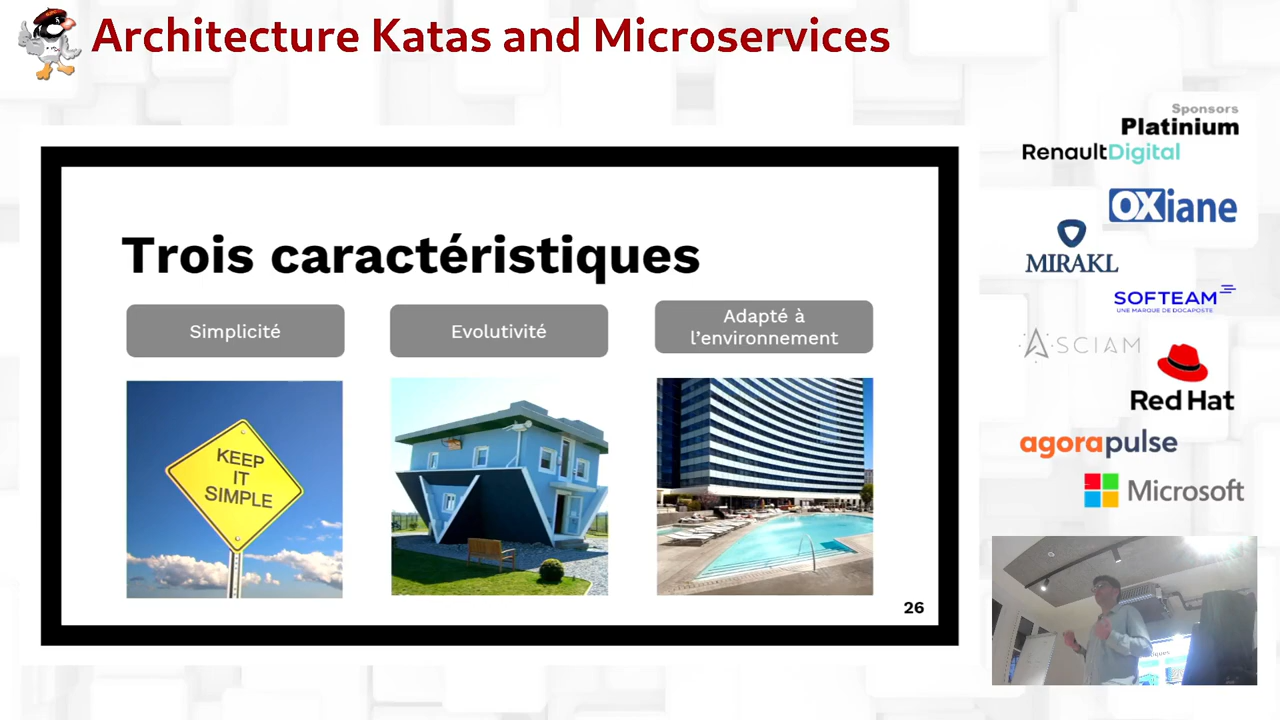 Architecture Katas and Microservices
Sponsors
Platinium
RenaultDigital
OXiane
MIRAKL
SOFTEAM
UNE MARQUE DE DOCAPOSTE
ASCIAM
Red Hat
agorapulse
Microsoft
Trois caractéristiques
Simplicité
Evolutivité
Adapté à
l’environnement
KEEP
IT
SIMPLE
26